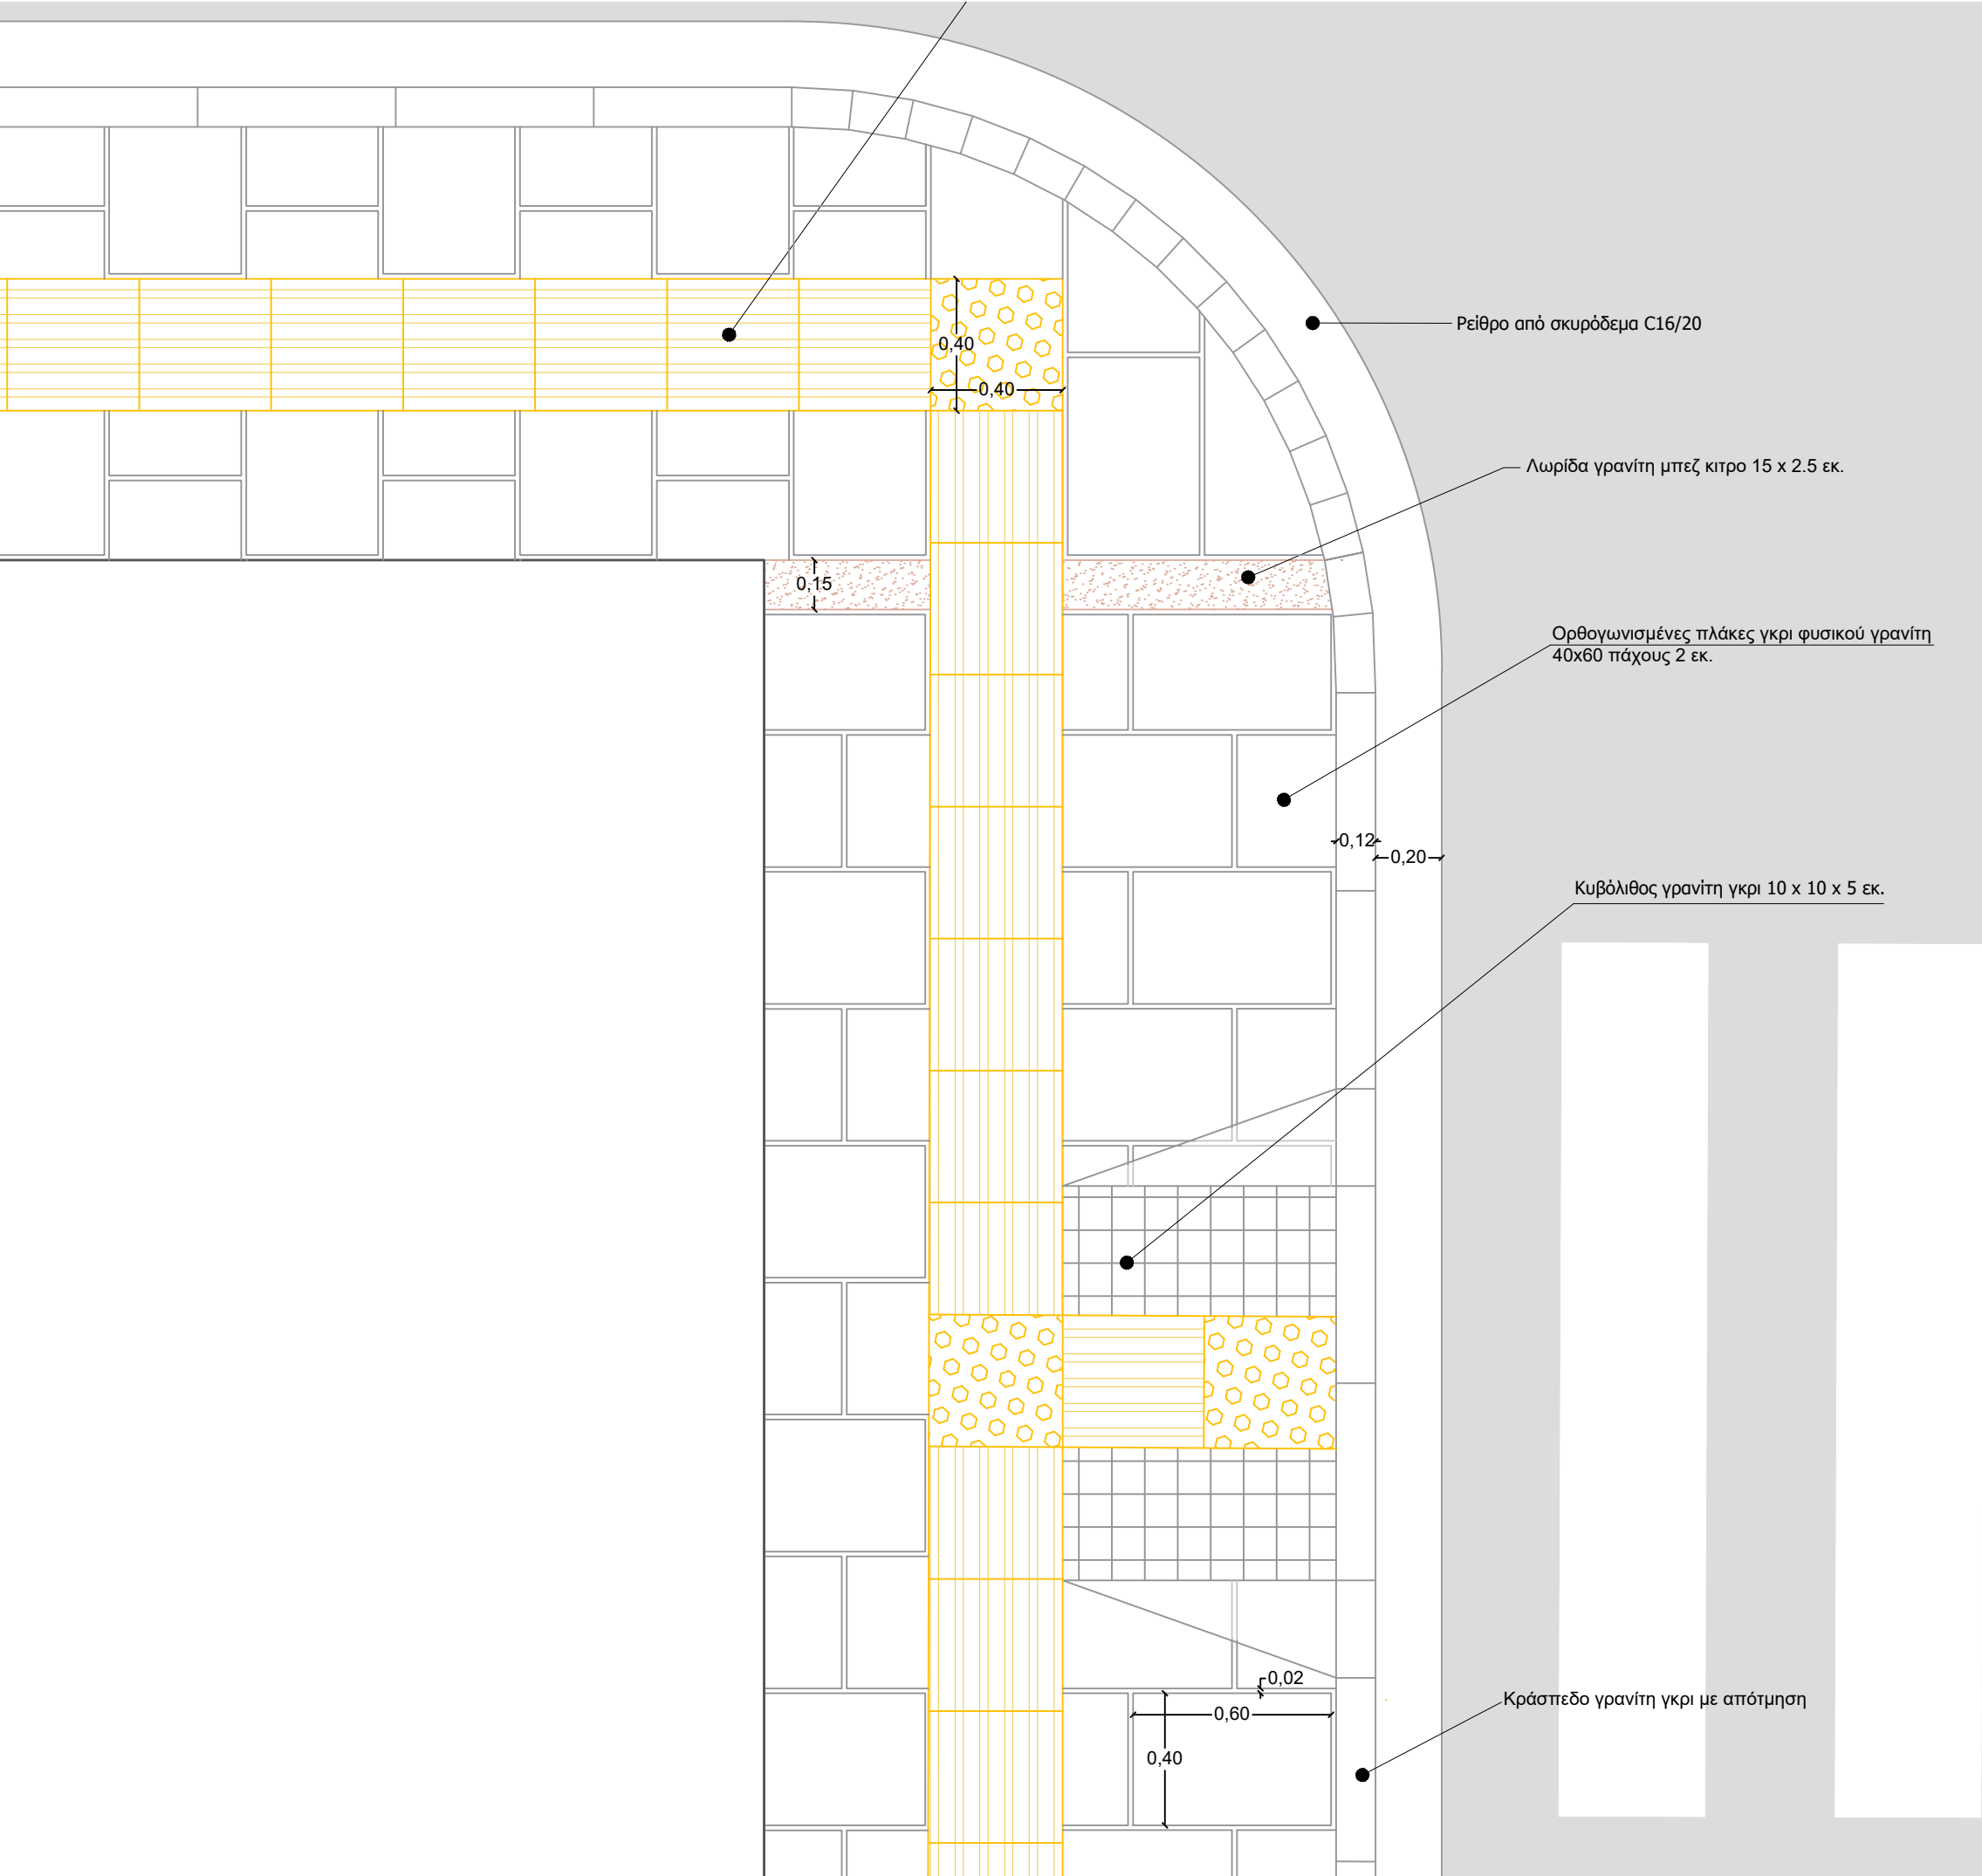 Ρείθρο από σκυρόδεμα C16/20
0,40
0,40
Λωρίδα γρανίτη μπεζ κιτρο 15 x 2.5 εκ.
0,15
Ορθογωνισμένες πλάκες γκρι φυσικού γρανίτη
40x60 πάχους 2 εκ.
0,12
0,20
Κυβόλιθος γρανίτη γκρι 10 x 10 x 5 εκ.
0,02
Κράσπεδο γρανίτη γκρι με απότμηση
0,60
0,40